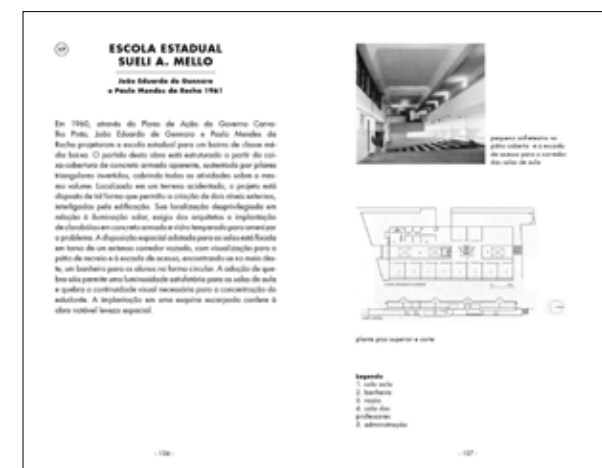 ESCOLA ESTADUAL
SUELI A. MELLO
João Eduardo de Gennaro
e Paulo Mendes da Rocha 1961
Em 1960, através do Plano de Ação do Governo Carva-
lho Pinto, João Eduardo de Gennaro e Paulo Mendes da
Rocha projetaram a escola estadual para um bairro de classe mé-
dia baixa. O partido desta obra está estruturado a partir da cai-
xa-cobertura de concreto armado aparente, sustentada por pilares
triangulares invertidos, cobrindo todas as atividades sobre o mes-
mo volume. Localizado em um terreno acidentado, o projeto está
disposto de tal forma que permitiu a criação de dois níveis externos,
interligados pela edificação. Sua localização desprivilegiada em
relação à iluminação solar, exigiu dos arquitetos a implantação
de clarabóias em concreto armado e vidro temperado para amenizar
o problema. A disposição espacial adotada para as salas está focada
em torno de um extenso corredor vazado, com visualização para o
pátio de recreio e à escada de acesso, encontrando-se no meio des-
te, um banheiro para os alunos na forma circular. A adoção de que-
bra sóis permite uma luminosidade satisfatória para as salas de aula
e quebra a continuidade visual necessária para a concentração do
estudante. A implantação em uma esquina escarpada confere à
obra notável leveza espacial.
- 156 -
pequeno anfiteatro no
pátio coberto e a escada
de acesso para o corredor
das salas de aula
planta piso superior e corte
Legenda
1. sala aula
2. banheiro
3. vazio
4. sala dos
professores
5. administração
- 157 -